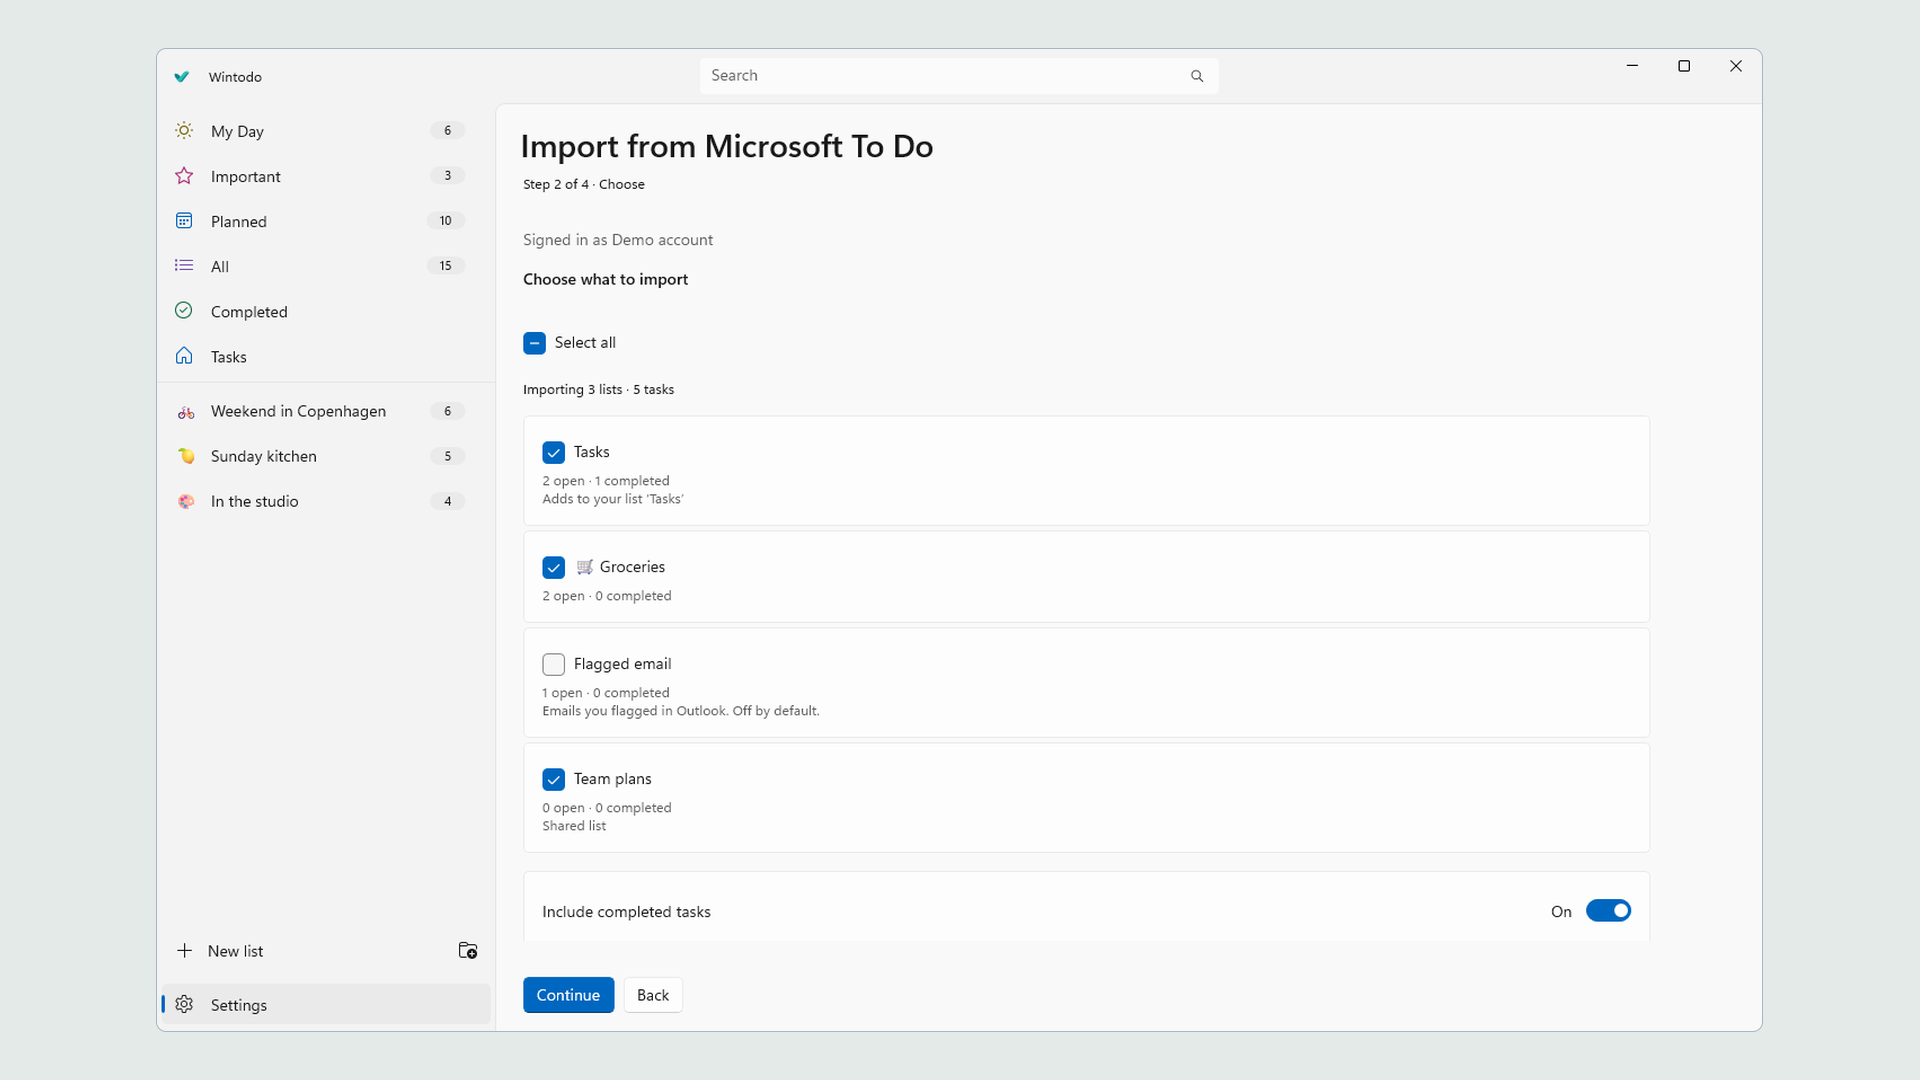 Wintodo
Search
My Day 6
Important 3
Planned 10
All 15
Completed
Tasks
Weekend in Copenhagen 6
Sunday kitchen 5
In the studio 4
New list
Settings
Import from Microsoft To Do
Step 2 of 4 · Choose
Signed in as Demo account
Choose what to import
Select all
Importing 3 lists · 5 tasks
Tasks
2 open · 1 completed
Adds to your list ‘Tasks’
Groceries
2 open · 0 completed
Flagged email
1 open · 0 completed
Emails you flagged in Outlook. Off by default.
Team plans
0 open · 0 completed
Shared list
Include completed tasks On
Continue Back